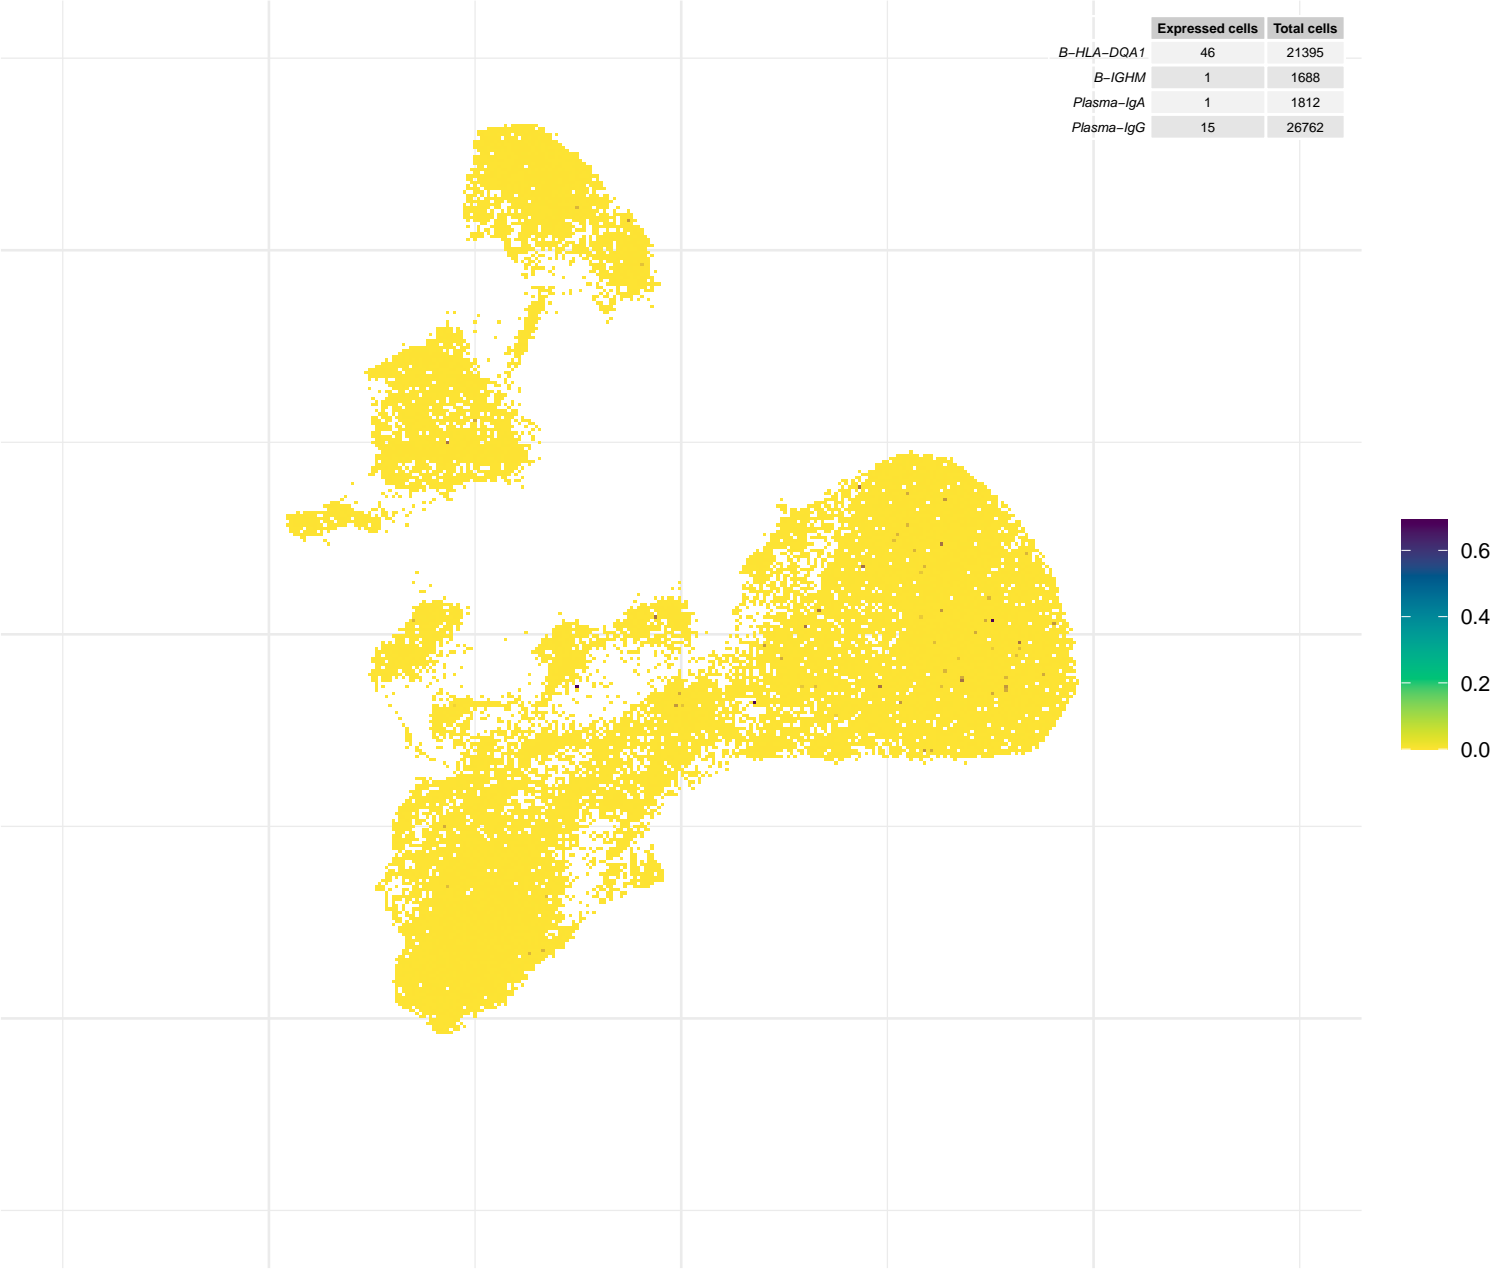 Expressed cells Total cells
B−HLA−DQA1 46 21395
B−IGHM 1 1688
Plasma−IgA 1 1812
Plasma−IgG 15 26762
0.6
0.4
0.2
0.0